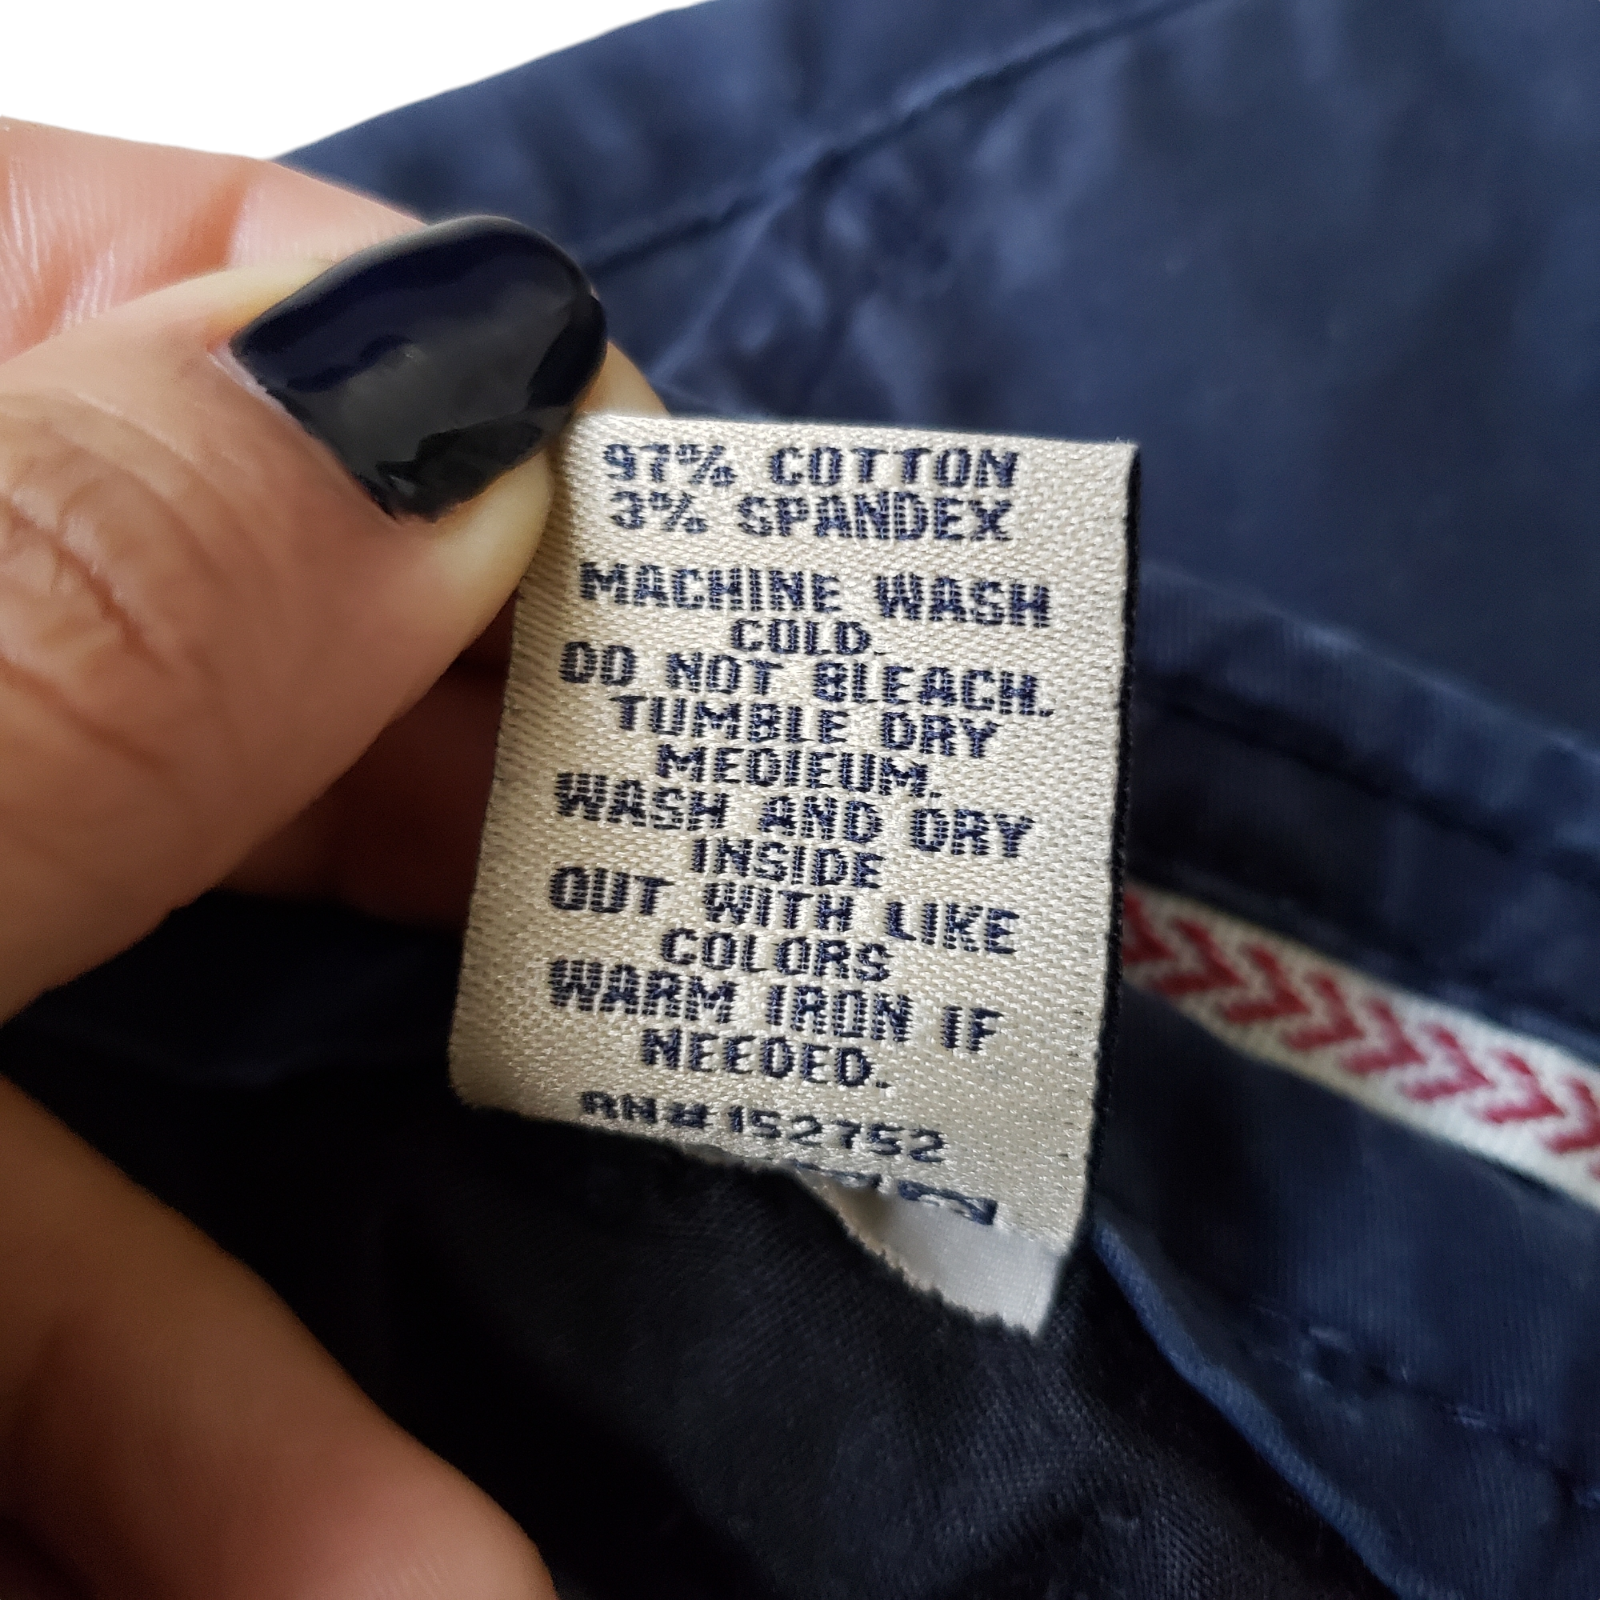 97% COTTON
3% SPANDEX
MACHINE WASH
COLD.
DO NOT BLEACH.
TUMBLE DRY
MEDIEUM.
WASH AND DRY
INSIDE
OUT WITH LIKE
COLORS
WARM IRON IF
NEEDED.
RN# 152752